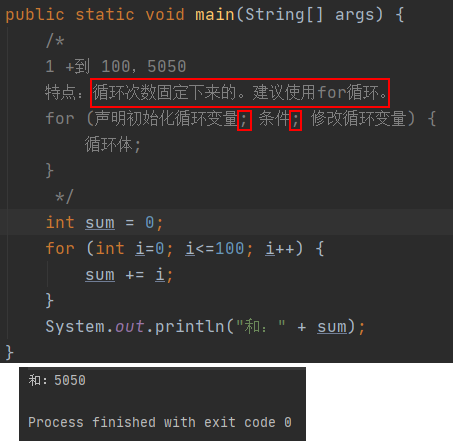 public static void main(String[] args) {
/*
1 +到 100，5050
特点：循环次数固定下来的。建议使用for循环。
for (声明初始化循环变量; 条件; 修改循环变量) {
循环体;
}
*/
int sum = 0;
for (int i=0; i<=100; i++) {
sum += i;
}
System.out.println("和：" + sum);
}
和：5050
Process finished with exit code 0